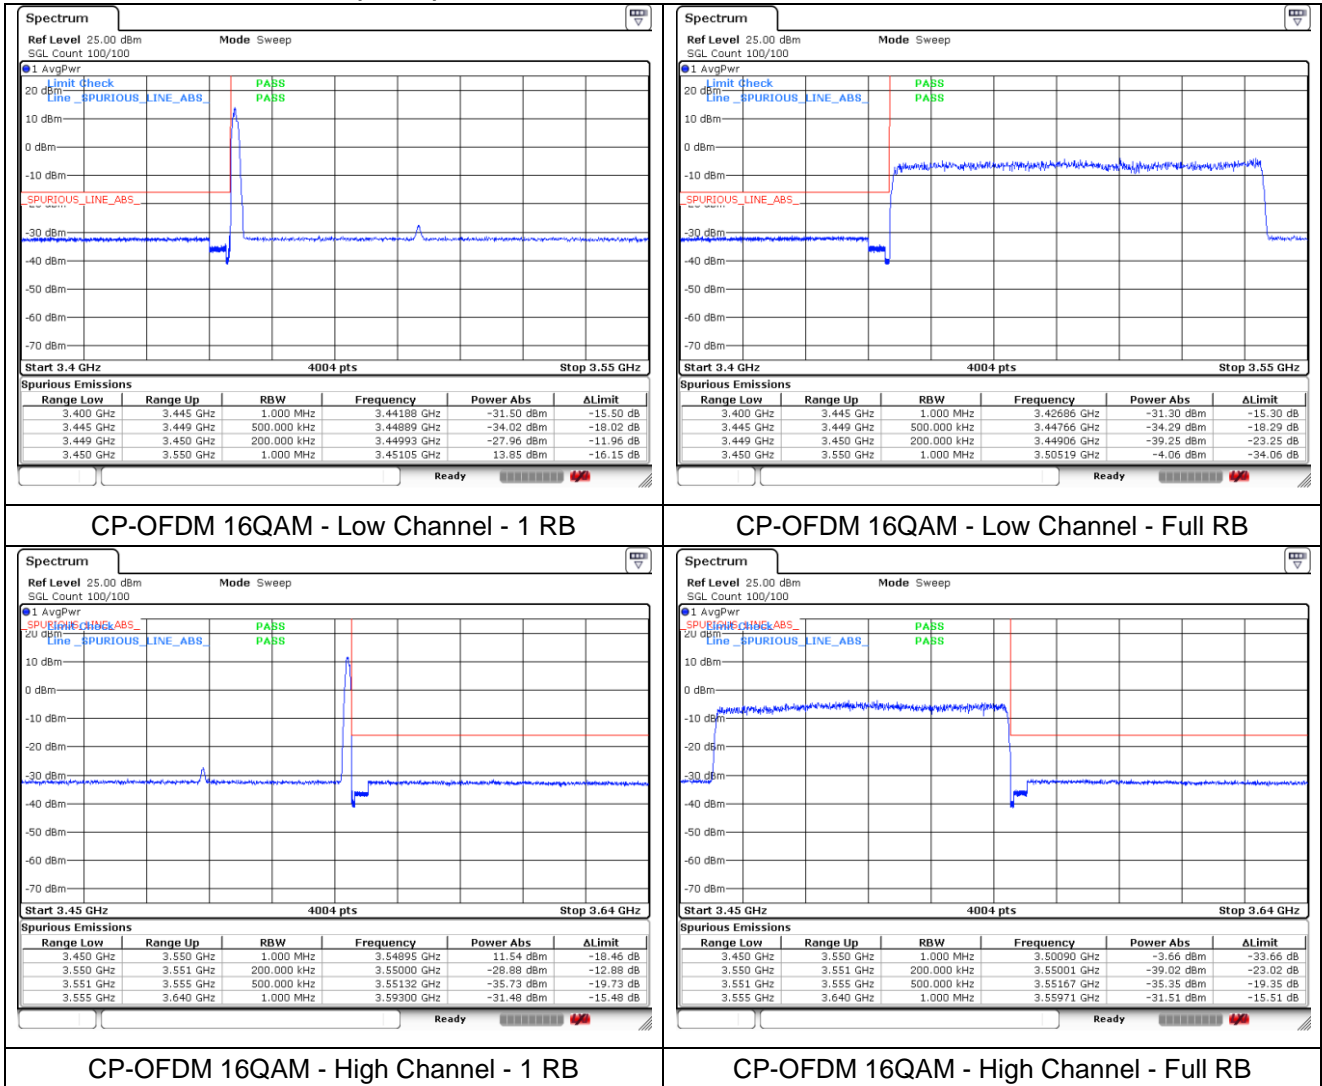 Spectrum
Ref Level 25.00 dBm Mode Sweep
SGL Count 100/100
1 AvgPwr
Limit Check PASS
20 dBm
Line _SPURIOUS_LINE_ABS_ PASS
10 dBm
0 dBm
-10 dBm
_SPURIOUS_LINE_ABS_
-30 dBm
-40 dBm
-50 dBm
-60 dBm
-70 dBm
Start 3.4 GHz 4004 pts Stop 3.55 GHz
Spurious Emissions
Range Low Range Up RBW Frequency Power Abs ΔLimit
3.400 GHz 3.445 GHz 1.000 MHz 3.44188 GHz -31.50 dBm -15.50 dB
3.445 GHz 3.449 GHz 500.000 kHz 3.44889 GHz -34.02 dBm -18.02 dB
3.449 GHz 3.450 GHz 200.000 kHz 3.44993 GHz -27.96 dBm -11.96 dB
3.450 GHz 3.550 GHz 1.000 MHz 3.45105 GHz 13.85 dBm -16.15 dB
Ready
CP-OFDM 16QAM - Low Channel - 1 RB
Spectrum
Ref Level 25.00 dBm Mode Sweep
SGL Count 100/100
1 AvgPwr
Limit Check PASS
20 dBm
Line _SPURIOUS_LINE_ABS_ PASS
10 dBm
0 dBm
-10 dBm
_SPURIOUS_LINE_ABS_
-30 dBm
-40 dBm
-50 dBm
-60 dBm
-70 dBm
Start 3.4 GHz 4004 pts Stop 3.55 GHz
Spurious Emissions
Range Low Range Up RBW Frequency Power Abs ΔLimit
3.400 GHz 3.445 GHz 1.000 MHz 3.42686 GHz -31.30 dBm -15.30 dB
3.445 GHz 3.449 GHz 500.000 kHz 3.44766 GHz -34.29 dBm -18.29 dB
3.449 GHz 3.450 GHz 200.000 kHz 3.44906 GHz -39.25 dBm -23.25 dB
3.450 GHz 3.550 GHz 1.000 MHz 3.50519 GHz -4.06 dBm -34.06 dB
Ready
CP-OFDM 16QAM - Low Channel - Full RB
Spectrum
Ref Level 25.00 dBm Mode Sweep
SGL Count 100/100
1 AvgPwr
_SPURIOUS_LINE_ABS_
Limit Check PASS
20 dBm
Line _SPURIOUS_LINE_ABS_ PASS
10 dBm
0 dBm
-10 dBm
-20 dBm
-30 dBm
-40 dBm
-50 dBm
-60 dBm
-70 dBm
Start 3.45 GHz 4004 pts Stop 3.64 GHz
Spurious Emissions
Range Low Range Up RBW Frequency Power Abs ΔLimit
3.450 GHz 3.550 GHz 1.000 MHz 3.54895 GHz 11.54 dBm -18.46 dB
3.550 GHz 3.551 GHz 200.000 kHz 3.55000 GHz -28.88 dBm -12.88 dB
3.551 GHz 3.555 GHz 500.000 kHz 3.55132 GHz -35.73 dBm -19.73 dB
3.555 GHz 3.640 GHz 1.000 MHz 3.59300 GHz -31.48 dBm -15.48 dB
Ready
CP-OFDM 16QAM - High Channel - 1 RB
Spectrum
Ref Level 25.00 dBm Mode Sweep
SGL Count 100/100
1 AvgPwr
_SPURIOUS_LINE_ABS_
Limit Check PASS
20 dBm
Line _SPURIOUS_LINE_ABS_ PASS
10 dBm
0 dBm
-10 dBm
-20 dBm
-30 dBm
-40 dBm
-50 dBm
-60 dBm
-70 dBm
Start 3.45 GHz 4004 pts Stop 3.64 GHz
Spurious Emissions
Range Low Range Up RBW Frequency Power Abs ΔLimit
3.450 GHz 3.550 GHz 1.000 MHz 3.50090 GHz -3.66 dBm -33.66 dB
3.550 GHz 3.551 GHz 200.000 kHz 3.55001 GHz -39.02 dBm -23.02 dB
3.551 GHz 3.555 GHz 500.000 kHz 3.55167 GHz -35.35 dBm -19.35 dB
3.555 GHz 3.640 GHz 1.000 MHz 3.55971 GHz -31.51 dBm -15.51 dB
Ready
CP-OFDM 16QAM - High Channel - Full RB